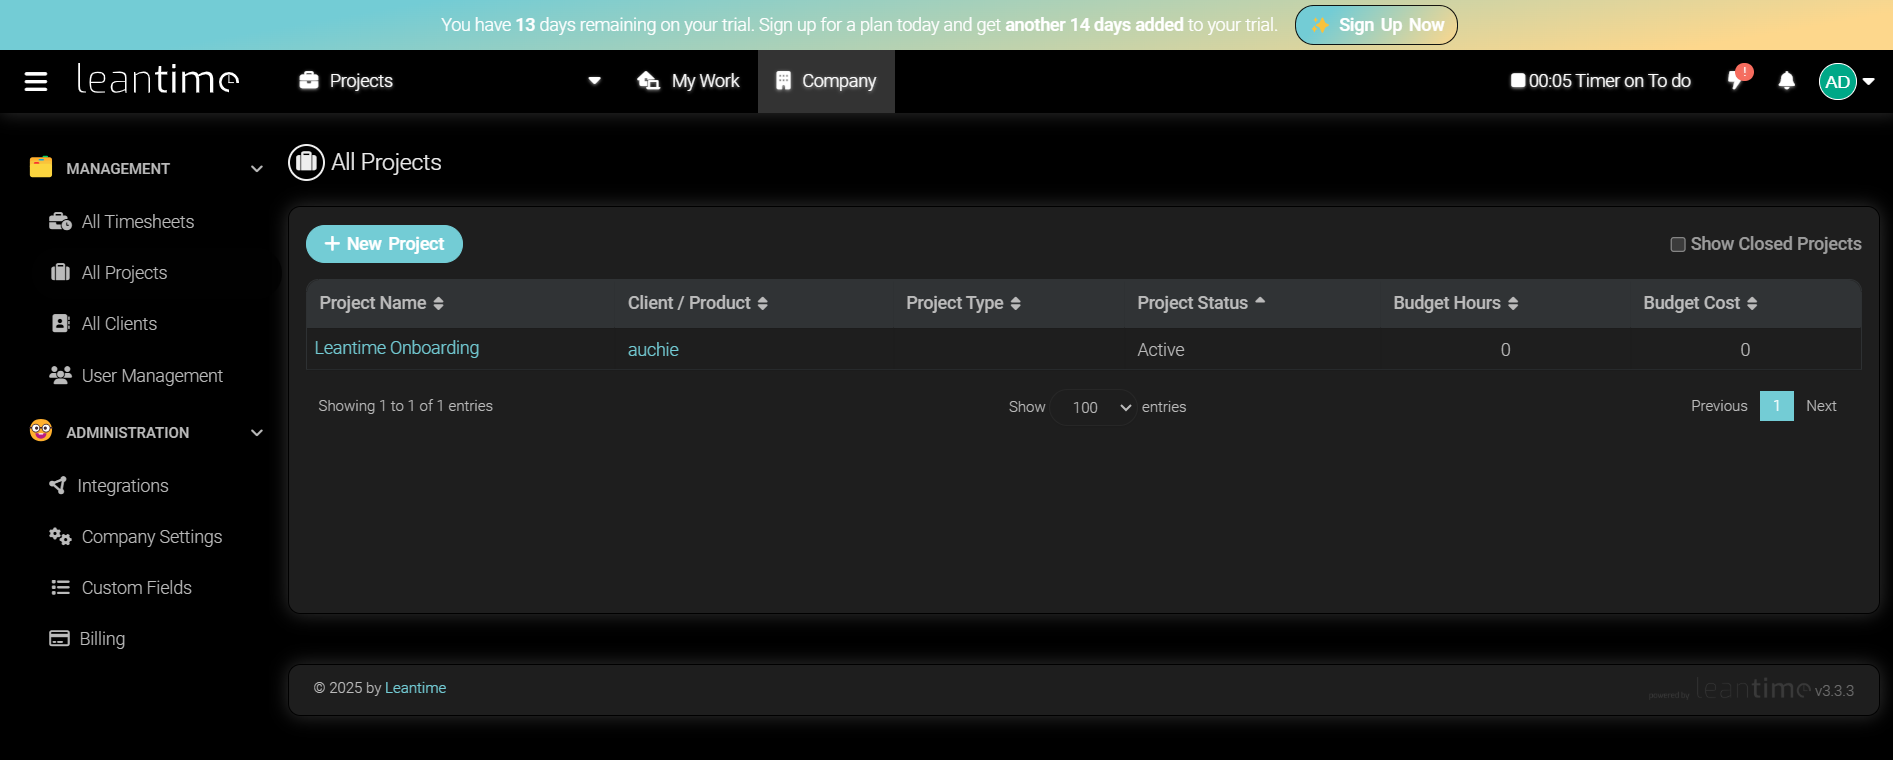 You have 13 days remaining on your trial. Sign up for a plan today and get another 14 days added to your trial. ✨ Sign Up Now
leantime
Projects
My Work
Company
00:05 Timer on To do
!
AD
MANAGEMENT
All Timesheets
All Projects
All Clients
User Management
ADMINISTRATION
Integrations
Company Settings
Custom Fields
Billing
All Projects
+ New Project
Show Closed Projects
Project Name Client / Product Project Type Project Status Budget Hours Budget Cost
Leantime Onboarding auchie Active 0 0
Showing 1 to 1 of 1 entries Show 100 entries Previous 1 Next
© 2025 by Leantime
powered by leantime v3.3.3